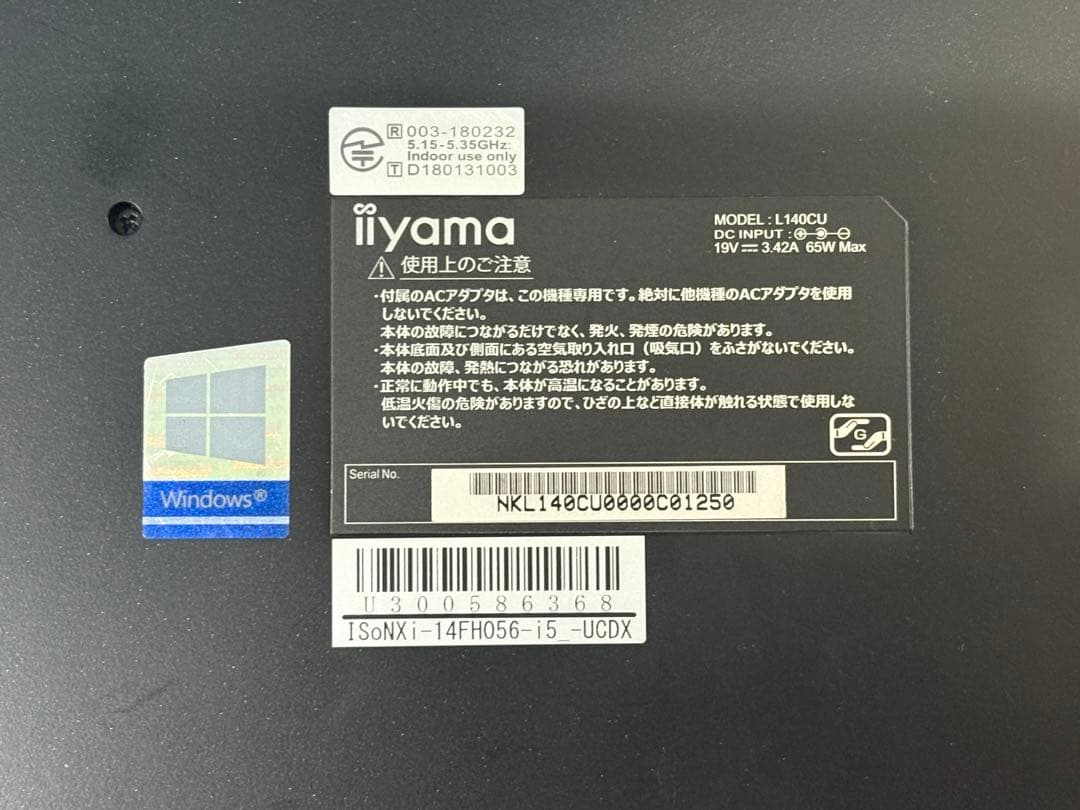 R 003-180232
5.15-5.35GHz:
Indoor use only
T D180131003
iiyama
MODEL : L140CU
DC INPUT :
19V 3.42A 65W Max
使用上のご注意
・付属のACアダプタは、この機種専用です。絶対に他機種のACアダプタを使用
しないでください。
本体の故障につながるだけでなく、発火、発煙の危険があります。
・本体底面及び側面にある空気取り入れ口（吸気口）をふさがないでください。
本体の故障、発熱につながる恐れがあります。
・正常に動作中でも、本体が高温になることがあります。
低温火傷の危険がありますので、ひざの上など直接体が触れる状態で使用しな
いでください。
G
Serial No.
NKL140CU0000C01250
Windows®
U300586368
ISoNXi-14FH056-i5_-UCDX